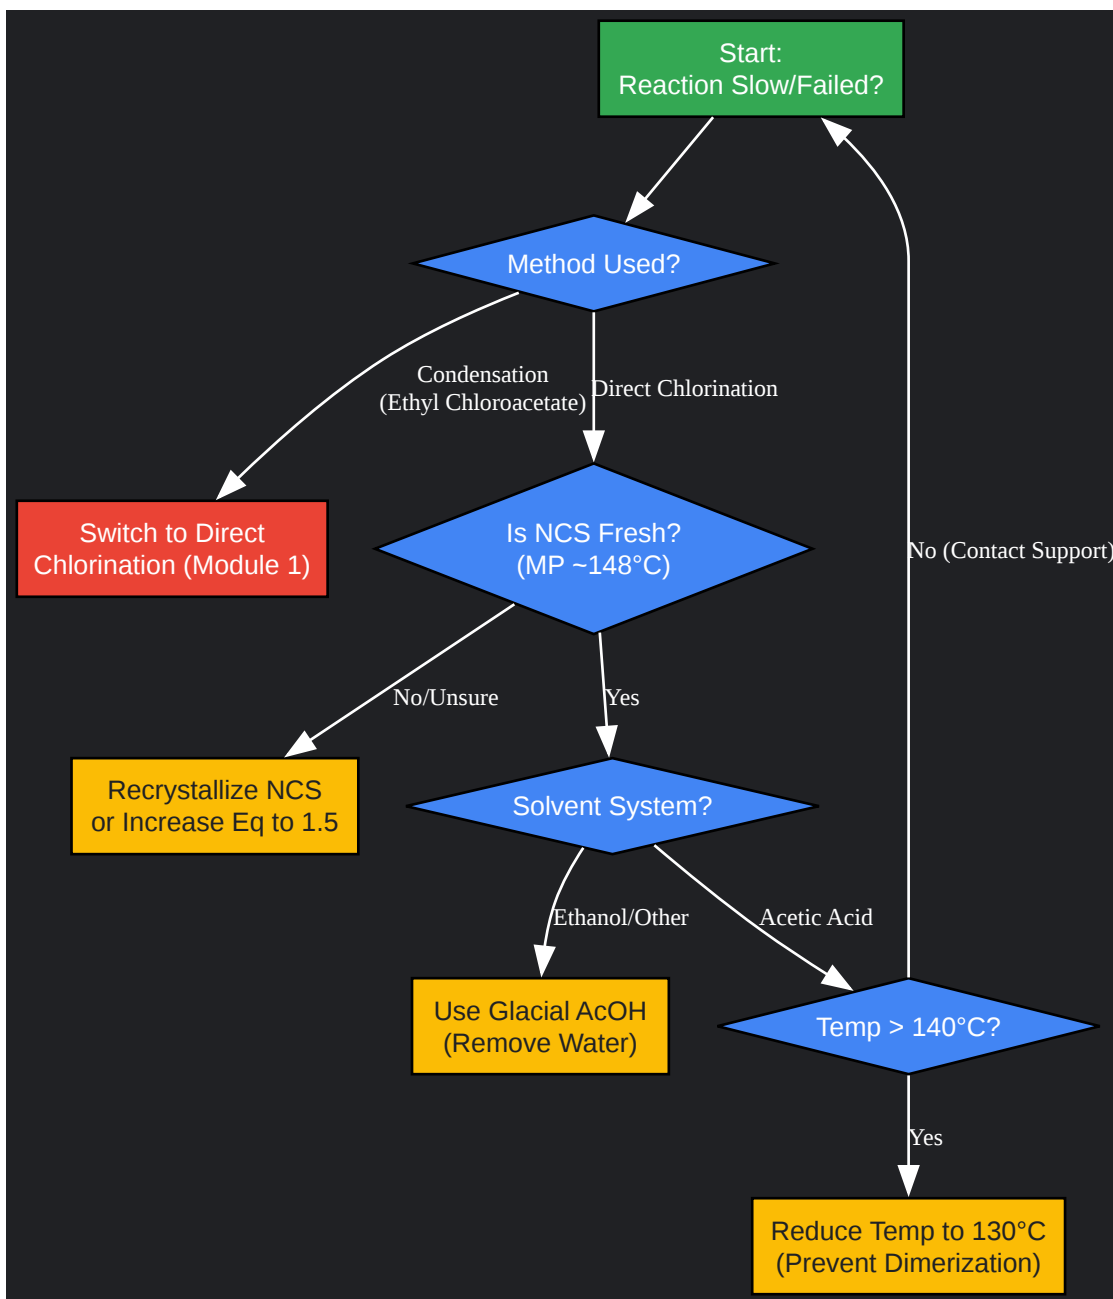 Start:
Reaction Slow/Failed?
Method Used?
Condensation
(Ethyl Chloroacetate)
Direct Chlorination
Switch to Direct
Chlorination (Module 1)
Is NCS Fresh?
(MP ~148°C)
No (Contact Support)
No/Unsure
Yes
Recrystallize NCS
or Increase Eq to 1.5
Solvent System?
Ethanol/Other
Acetic Acid
Use Glacial AcOH
(Remove Water)
Temp > 140°C?
Yes
Reduce Temp to 130°C
(Prevent Dimerization)